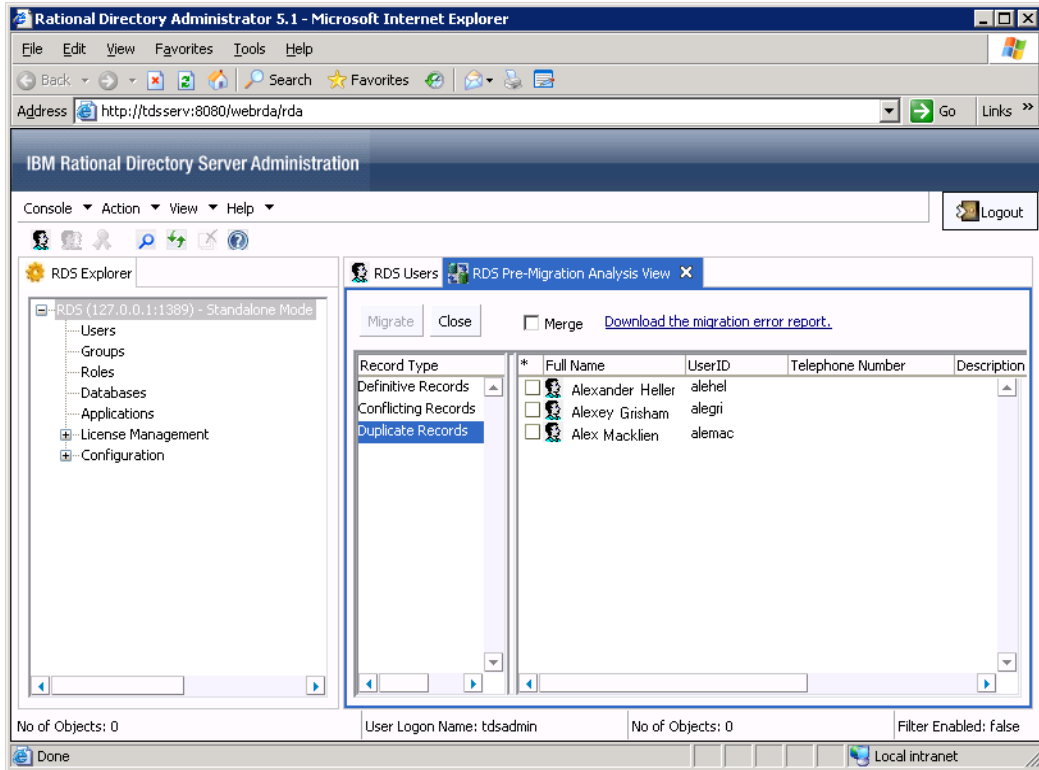 Rational Directory Administrator 5.1 - Microsoft Internet Explorer
File Edit View Favorites Tools Help
Back Search Favorites
Address http://tdsserv:8080/webrda/rda Go Links »
IBM Rational Directory Server Administration
Console Action View Help
Logout
RDS Explorer
RDS Users RDS Pre-Migration Analysis View
RDS (127.0.0.1:1389) - Standalone Mode
Users
Groups
Roles
Databases
Applications
License Management
Configuration
Migrate Close Merge Download the migration error report.
Record Type
Definitive Records
Conflicting Records
Duplicate Records
* Full Name UserID Telephone Number Description
Alexander Heller alehel
Alexey Grisham alegri
Alex Macklien alemac
No of Objects: 0 User Logon Name: tdsadmin No of Objects: 0 Filter Enabled: false
Done Local intranet